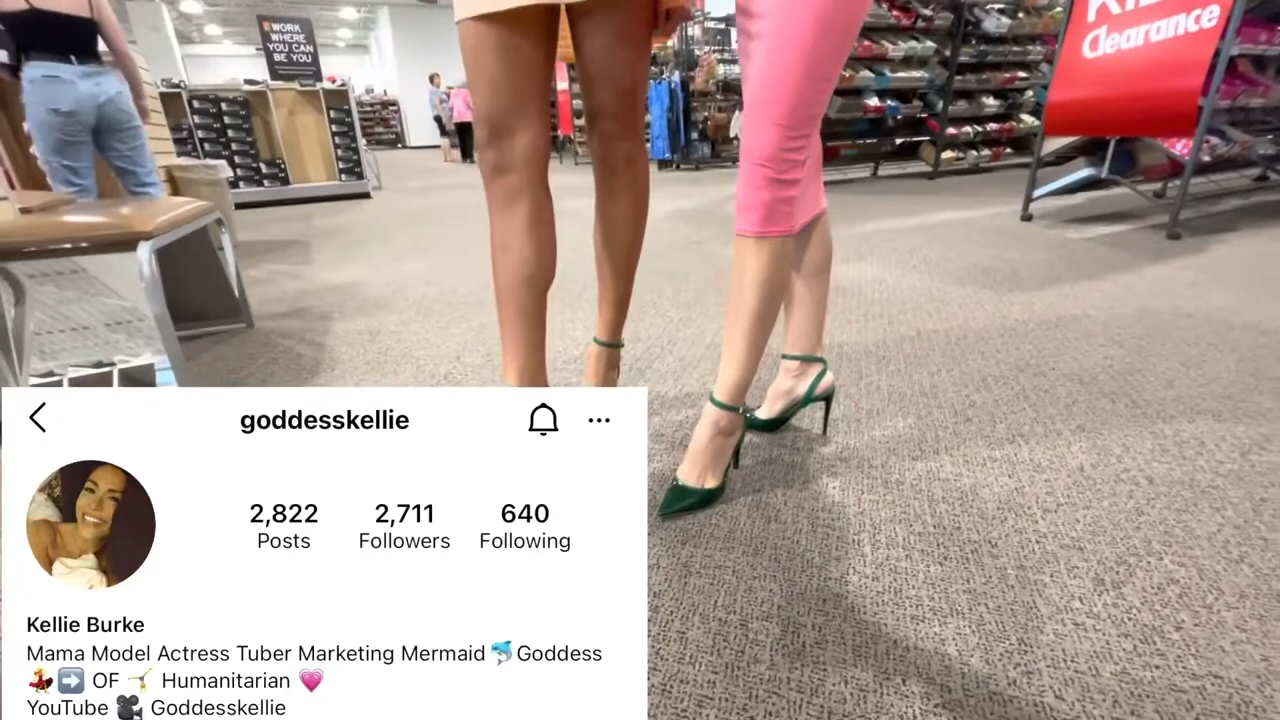 WORK
WHERE
YOU CAN
BE YOU
Clearance
goddesskellie
2,822
2,711
640
Posts
Followers
Following
Kellie Burke
Mama Model Actress Tuber Marketing Mermaid🐬Goddess
💃➡️ OF 🤸 Humanitarian 💗
YouTube 🎥 Goddesskellie